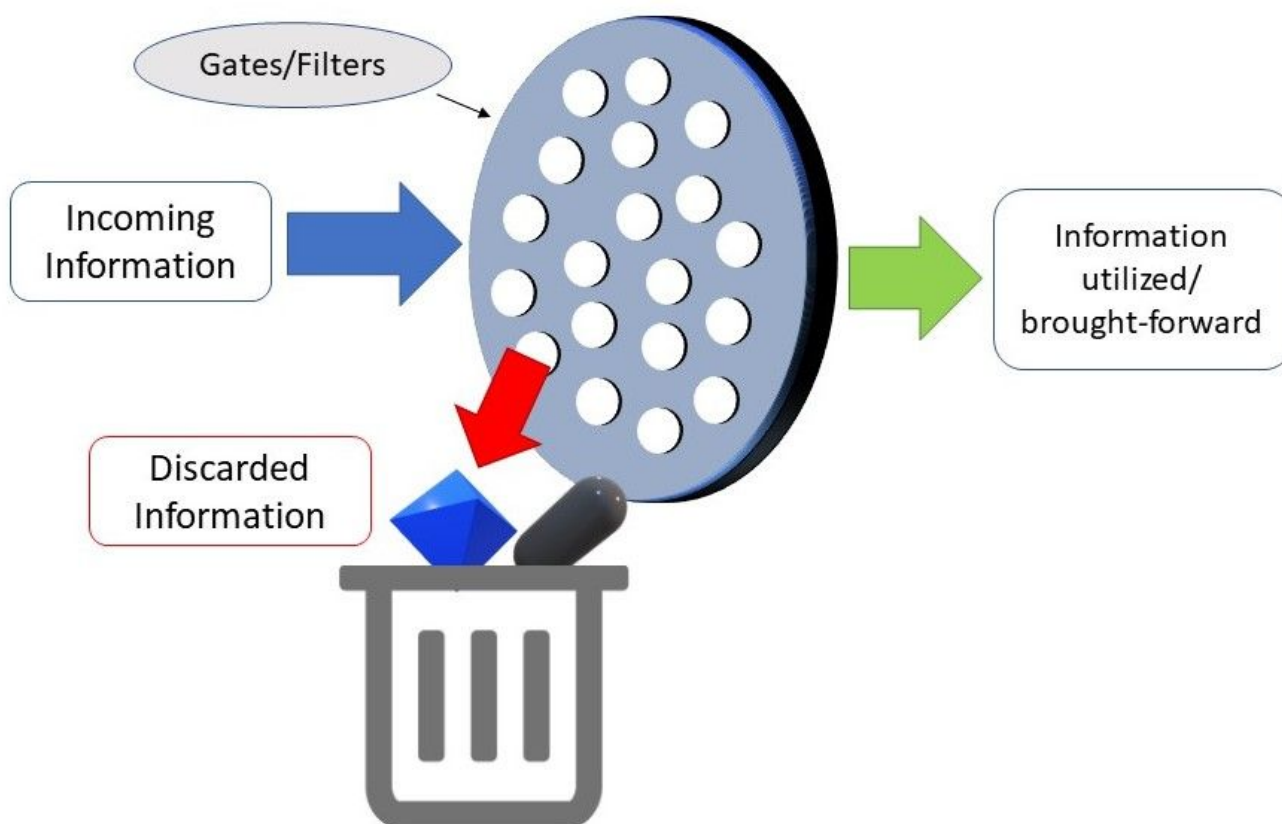 Gates/Filters
Incoming
Information
Information
utilized/
brought-forward
Discarded
Information